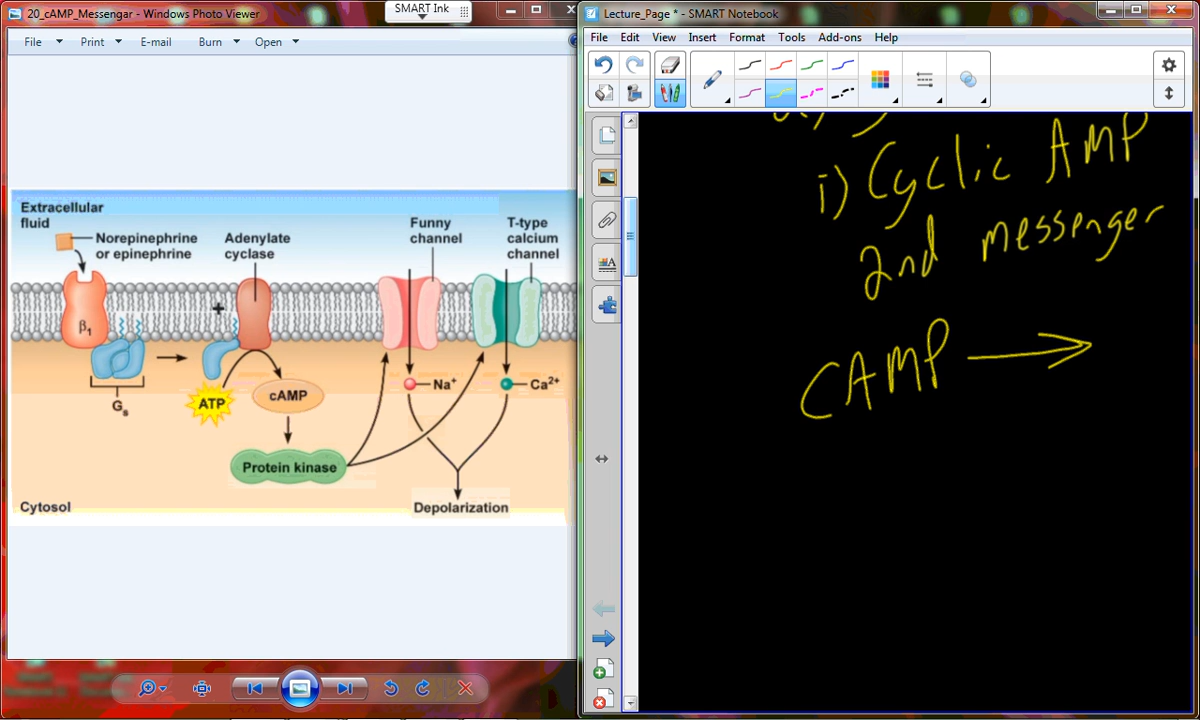 20_cAMP_Messengar - Windows Photo Viewer
SMART Ink
File Print E-mail Burn Open
Extracellular
fluid
Norepinephrine
or epinephrine
Adenylate
cyclase
Funny
channel
T-type
calcium
channel
+
β1
Gs
ATP
cAMP
Na+
Ca2+
Protein kinase
Cytosol
Depolarization
Lecture_Page * - SMART Notebook
File Edit View Insert Format Tools Add-ons Help
i) Cyclic AMP
2nd messenger
CAMP